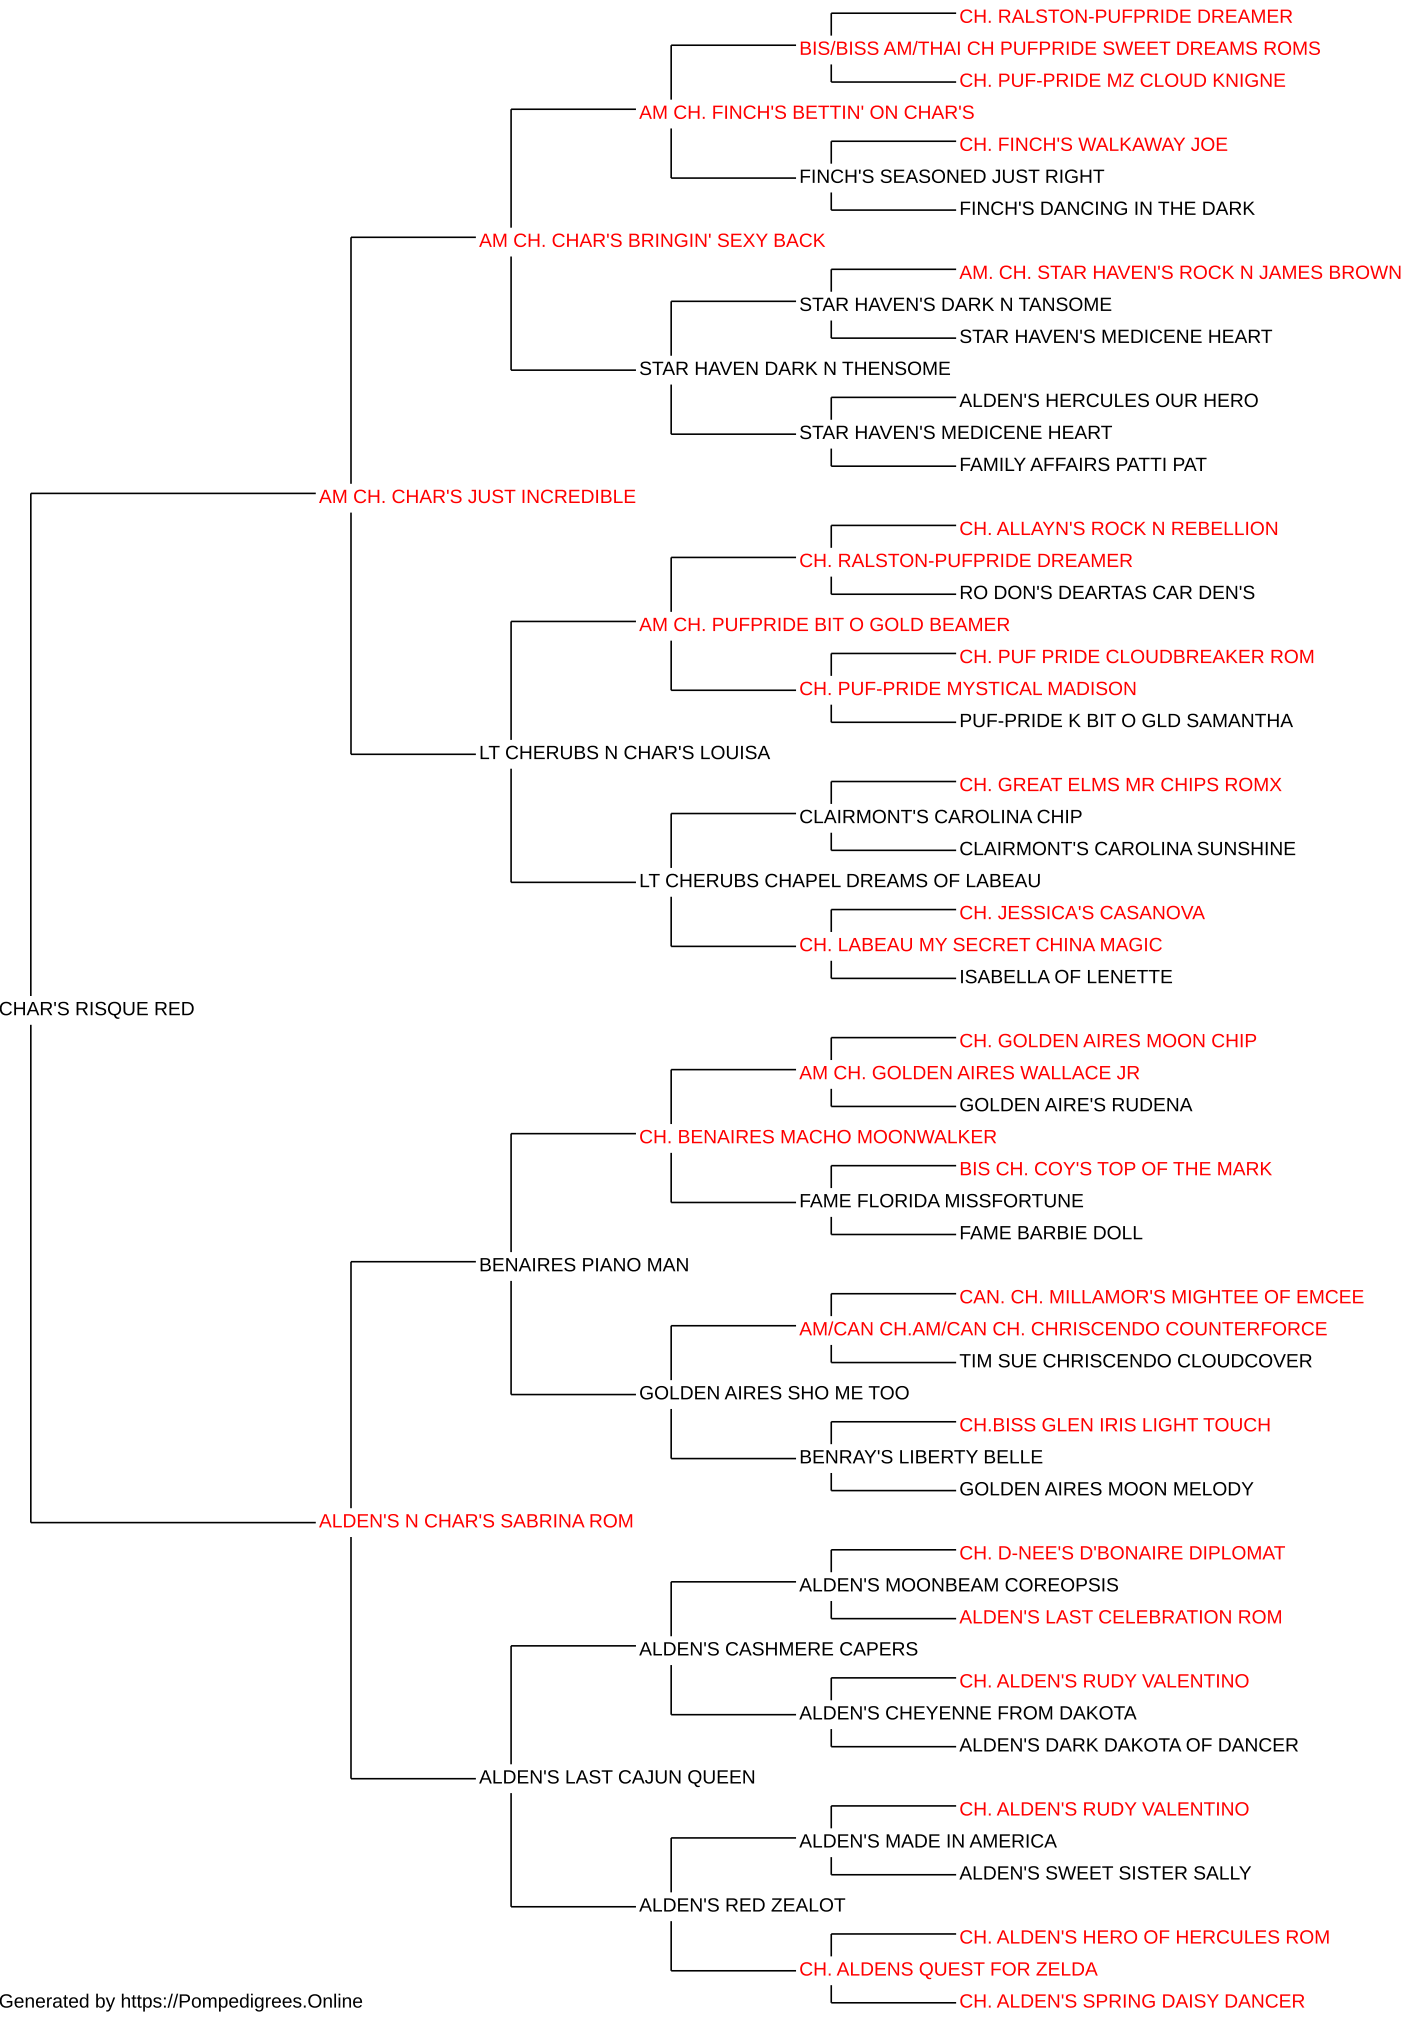 CH. RALSTON-PUFPRIDE DREAMER
BIS/BISS AM/THAI CH PUFPRIDE SWEET DREAMS ROMS
CH. PUF-PRIDE MZ CLOUD KNIGNE
AM CH. FINCH'S BETTIN' ON CHAR'S
CH. FINCH'S WALKAWAY JOE
FINCH'S SEASONED JUST RIGHT
FINCH'S DANCING IN THE DARK
AM CH. CHAR'S BRINGIN' SEXY BACK
AM. CH. STAR HAVEN'S ROCK N JAMES BROWN
STAR HAVEN'S DARK N TANSOME
STAR HAVEN'S MEDICENE HEART
STAR HAVEN DARK N THENSOME
ALDEN'S HERCULES OUR HERO
STAR HAVEN'S MEDICENE HEART
FAMILY AFFAIRS PATTI PAT
AM CH. CHAR'S JUST INCREDIBLE
CH. ALLAYN'S ROCK N REBELLION
CH. RALSTON-PUFPRIDE DREAMER
RO DON'S DEARTAS CAR DEN'S
AM CH. PUFPRIDE BIT O GOLD BEAMER
CH. PUF PRIDE CLOUDBREAKER ROM
CH. PUF-PRIDE MYSTICAL MADISON
PUF-PRIDE K BIT O GLD SAMANTHA
LT CHERUBS N CHAR'S LOUISA
CH. GREAT ELMS MR CHIPS ROMX
CLAIRMONT'S CAROLINA CHIP
CLAIRMONT'S CAROLINA SUNSHINE
LT CHERUBS CHAPEL DREAMS OF LABEAU
CH. JESSICA'S CASANOVA
CH. LABEAU MY SECRET CHINA MAGIC
ISABELLA OF LENETTE
CHAR'S RISQUE RED
CH. GOLDEN AIRES MOON CHIP
AM CH. GOLDEN AIRES WALLACE JR
GOLDEN AIRE'S RUDENA
CH. BENAIRES MACHO MOONWALKER
BIS CH. COY'S TOP OF THE MARK
FAME FLORIDA MISSFORTUNE
FAME BARBIE DOLL
BENAIRES PIANO MAN
CAN. CH. MILLAMOR'S MIGHTEE OF EMCEE
AM/CAN CH.AM/CAN CH. CHRISCENDO COUNTERFORCE
TIM SUE CHRISCENDO CLOUDCOVER
GOLDEN AIRES SHO ME TOO
CH.BISS GLEN IRIS LIGHT TOUCH
BENRAY'S LIBERTY BELLE
GOLDEN AIRES MOON MELODY
ALDEN'S N CHAR'S SABRINA ROM
CH. D-NEE'S D'BONAIRE DIPLOMAT
ALDEN'S MOONBEAM COREOPSIS
ALDEN'S LAST CELEBRATION ROM
ALDEN'S CASHMERE CAPERS
CH. ALDEN'S RUDY VALENTINO
ALDEN'S CHEYENNE FROM DAKOTA
ALDEN'S DARK DAKOTA OF DANCER
ALDEN'S LAST CAJUN QUEEN
CH. ALDEN'S RUDY VALENTINO
ALDEN'S MADE IN AMERICA
ALDEN'S SWEET SISTER SALLY
ALDEN'S RED ZEALOT
CH. ALDEN'S HERO OF HERCULES ROM
CH. ALDENS QUEST FOR ZELDA
CH. ALDEN'S SPRING DAISY DANCER
Generated by https://Pompedigrees.Online